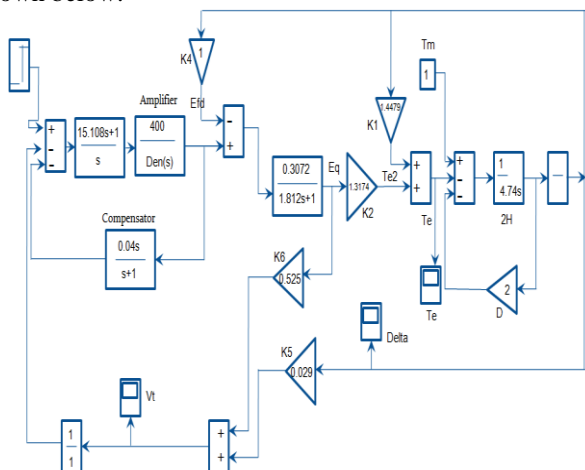 1
K4
Efd
Tm
1
Amplifier
15.108s+1
s
400
Den(s)
1.4479
K1
0.3072
1.812s+1
Eq
1.3174
K2
Te2
Te
1
4.74s
2H
Compensator
0.04s
s+1
K6
0.525
Te
2
D
K5
0.029
Delta
Vt
1
1